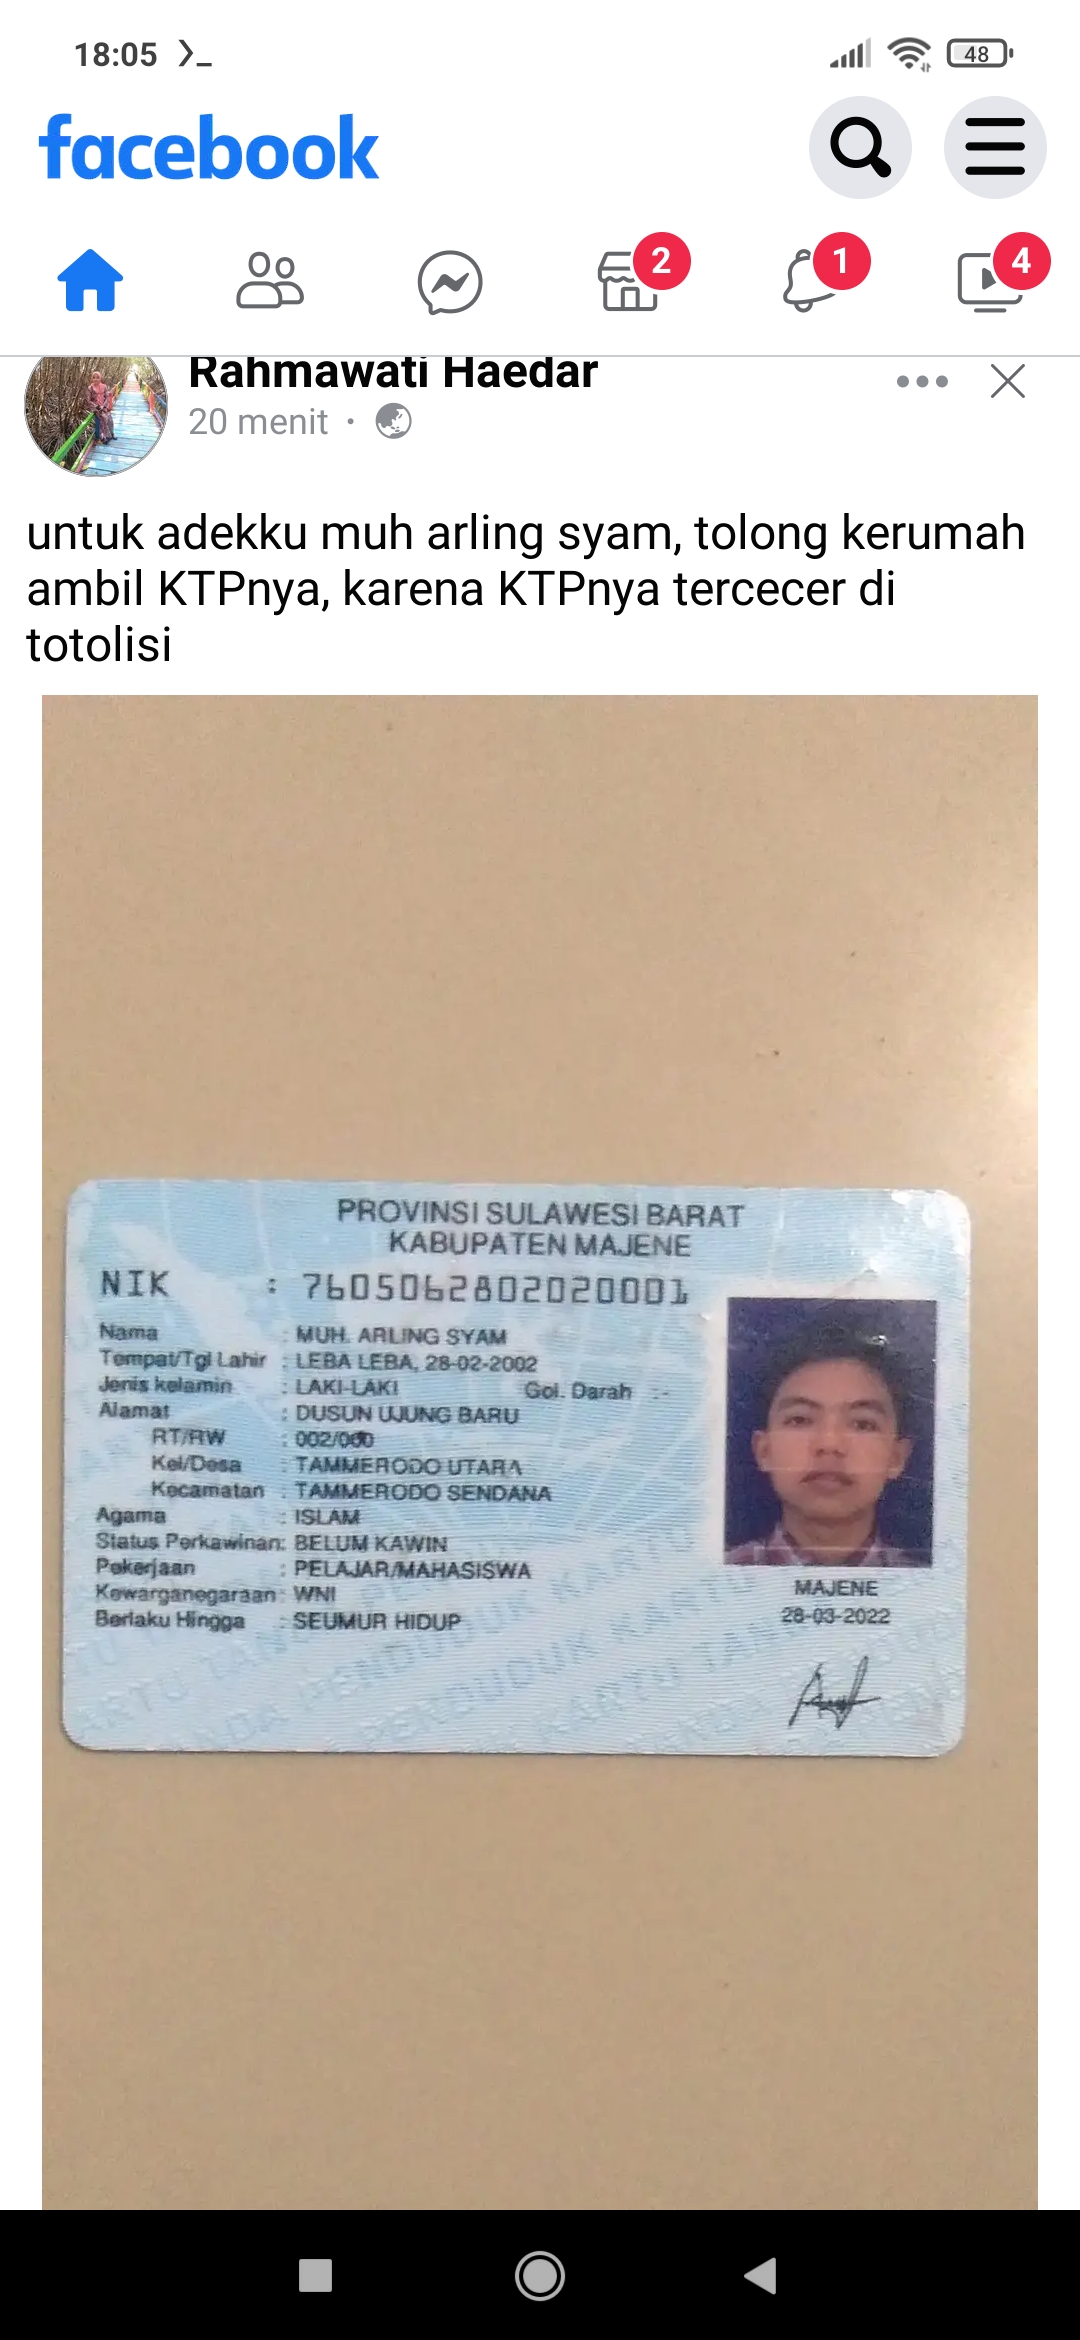 18:05
48
facebook
2
1
4
Rahmawati Haedar
20 menit
untuk adekku muh arling syam, tolong kerumah
ambil KTPnya, karena KTPnya tercecer di
totolisi
PROVINSI SULAWESI BARAT
KABUPATEN MAJENE
NIK : 7605062802020001
Nama : MUH. ARLING SYAM
Tempat/Tgl Lahir : LEBA LEBA, 28-02-2002
Jenis kelamin : LAKI-LAKI Gol. Darah : -
Alamat : DUSUN UJUNG BARU
RT/RW : 002/000
Kel/Desa : TAMMERODO UTARA
Kecamatan : TAMMERODO SENDANA
Agama : ISLAM
Status Perkawinan: BELUM KAWIN
Pekerjaan : PELAJAR/MAHASISWA
Kewarganegaraan : WNI
Berlaku Hingga : SEUMUR HIDUP
MAJENE
28-03-2022